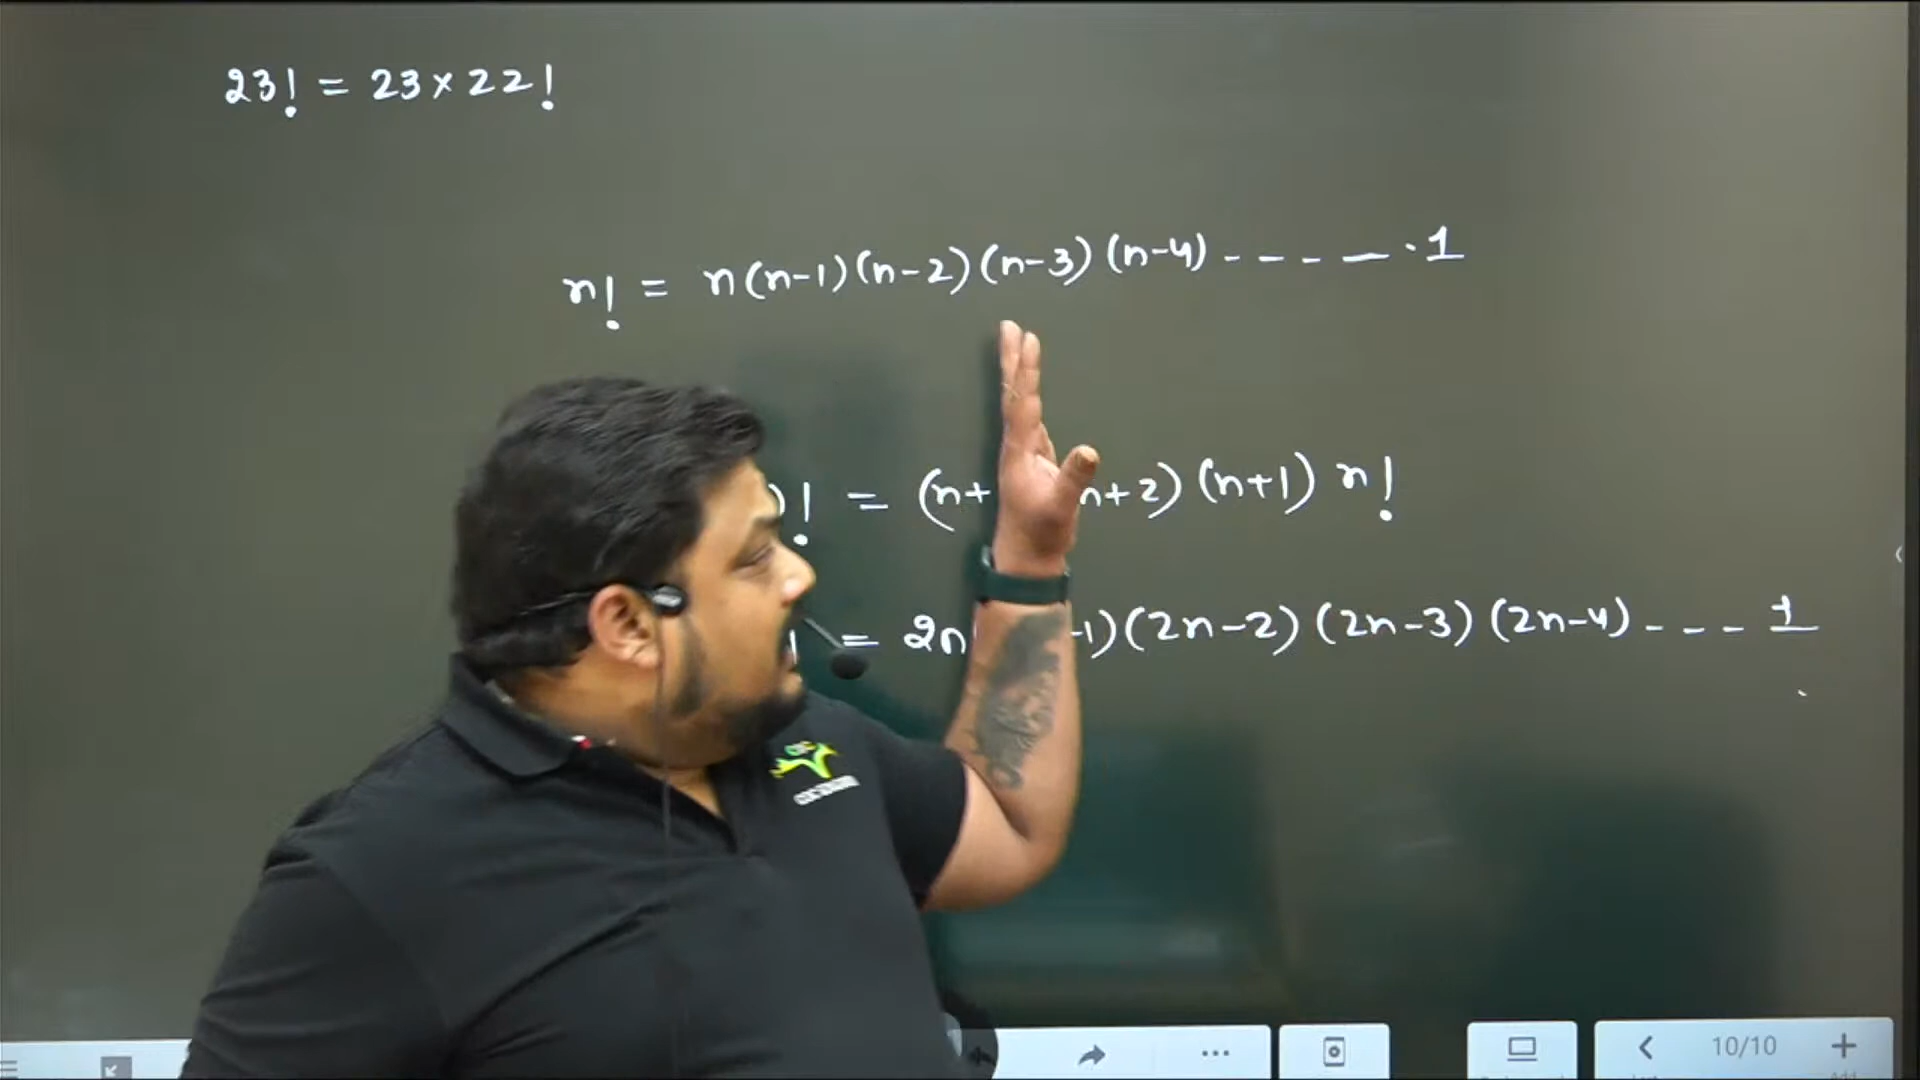 23! = 23 × 22!
n! = n(n-1)(n-2)(n-3)(n-4) - - - - - · 1
)! = (n+ n+2) (n+1) n!
! = 2n -1)(2n-2)(2n-3)(2n-4) - - - 1
10/10